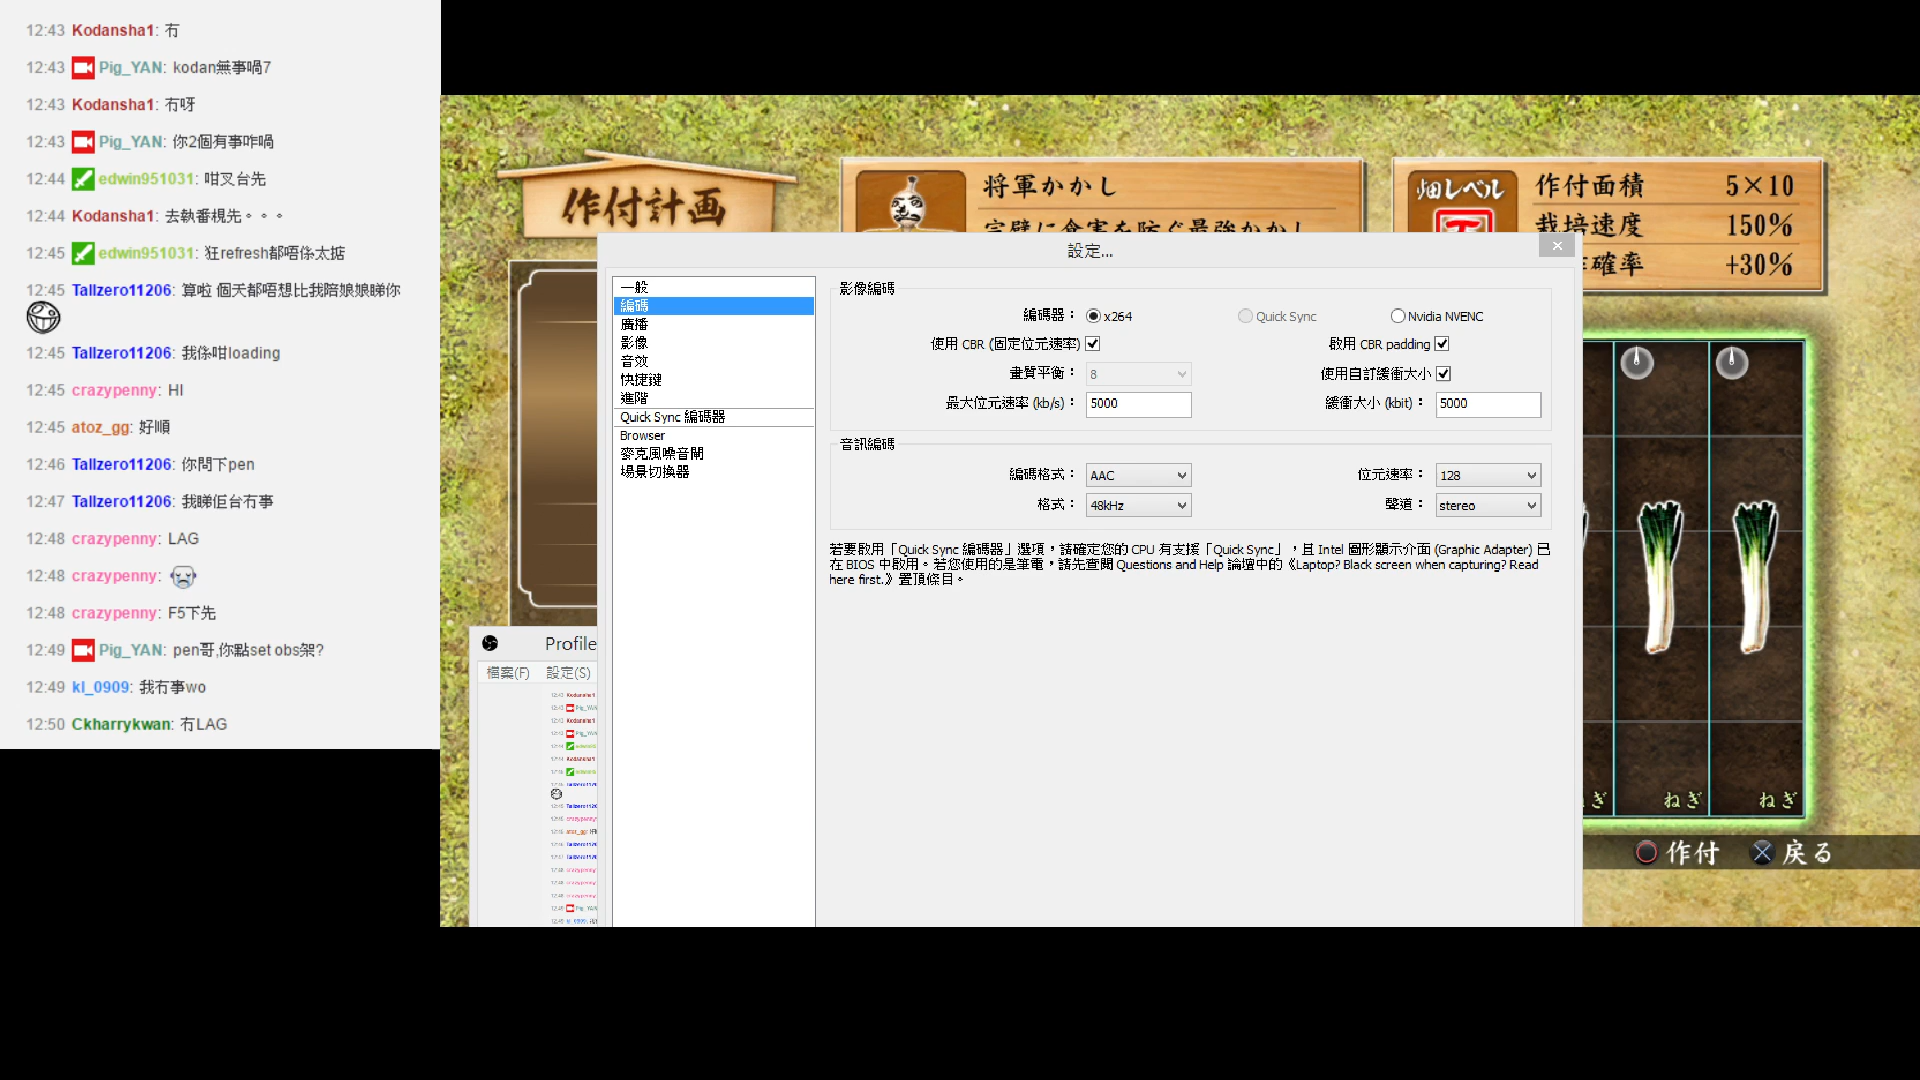 12:43 Kodansha1: 冇
12:43 Pig_YAN: kodan無事喎7
12:43 Kodansha1: 冇呀
12:43 Pig_YAN: 你2個有事咋喎
12:44 edwin951031: 咁叉台先
12:44 Kodansha1: 去執番梘先。。。
12:45 edwin951031: 狂refresh都唔係太掂
12:45 Tallzero11206: 算啦 個天都唔想比我陪娘娘睇你
12:45 Tallzero11206: 我係咁loading
12:45 crazypenny: HI
12:45 atoz_gg: 好順
12:46 Tallzero11206: 你問下pen
12:47 Tallzero11206: 我睇佢台冇事
12:48 crazypenny: LAG
12:48 crazypenny:
12:48 crazypenny: F5下先
12:49 Pig_YAN: pen哥,你點set obs架?
12:49 kl_0909: 我冇事wo
12:50 Ckharrykwan: 冇LAG
作付計画
将軍かかし
完璧に食害を防ぐ最強かかし
畑レベル
作付面積 5×10
栽培速度 150%
確率 +30%
設定...
一般
編碼
廣播
影像
音效
快捷鍵
進階
Quick Sync 編碼器
Browser
麥克風噪音閘
場景切換器
影像編碼
編碼器： x264 Quick Sync Nvidia NVENC
使用 CBR (固定位元速率) 啟用 CBR padding
畫質平衡： 8 使用自訂緩衝大小
最大位元速率 (kb/s)： 5000 緩衝大小 (kbit)： 5000
音訊編碼
編碼格式： AAC 位元速率： 128
格式： 48kHz 聲道： stereo
若要啟用「Quick Sync 編碼器」選項，請確定您的 CPU 有支援「Quick Sync」，且 Intel 圖形顯示介面 (Graphic Adapter) 已
在 BIOS 中啟用。若您使用的是筆電，請先查閱 Questions and Help 論壇中的《Laptop? Black screen when capturing? Read
here first.》置頂條目。
Profile
檔案(F) 設定(S)
ねぎ ねぎ
作付 戻る